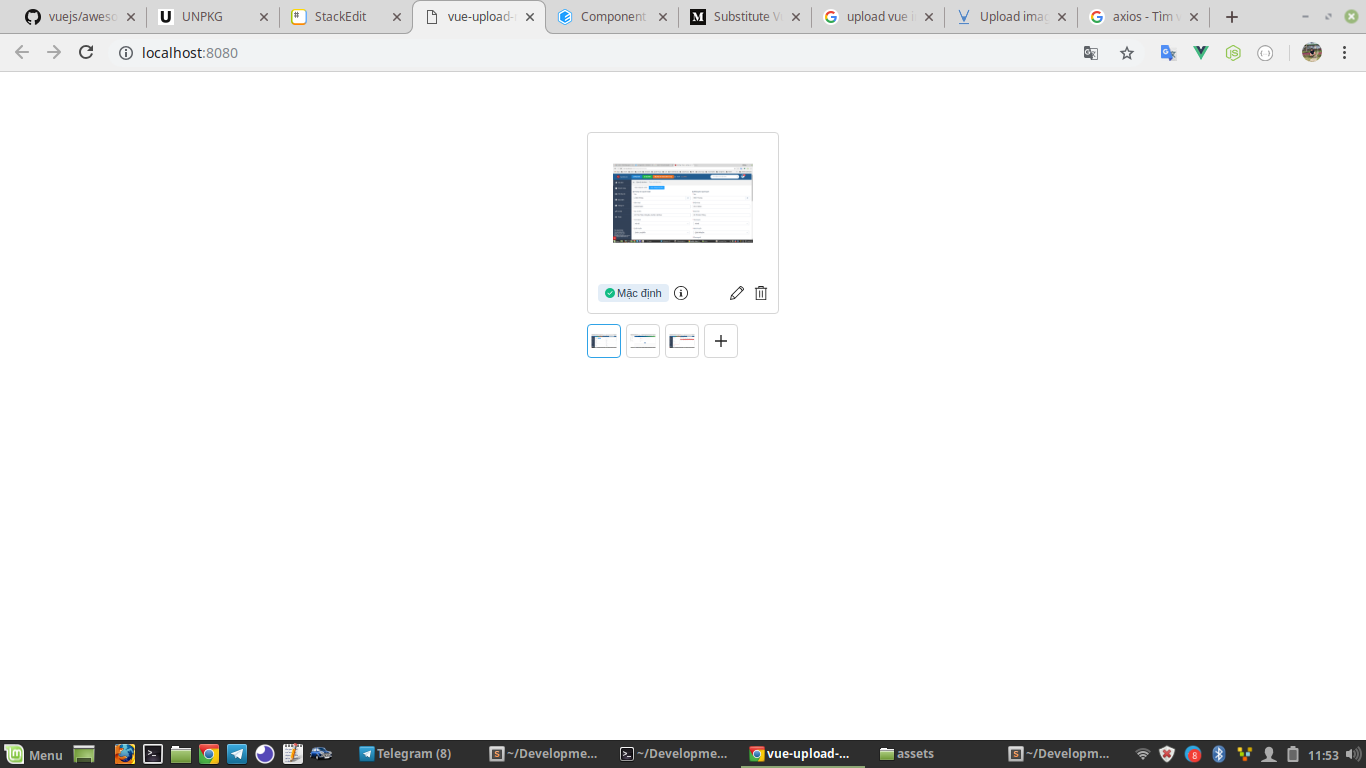 vuejs/aweso
UNPKG
StackEdit
vue-upload-
Component
Substitute V
upload vue i
Upload ima
axios - Tìm
localhost:8080
Mặc định
Menu
Telegram (8)
~/Developme...
~/Developme...
vue-upload-...
assets
~/Developm...
8
11:53